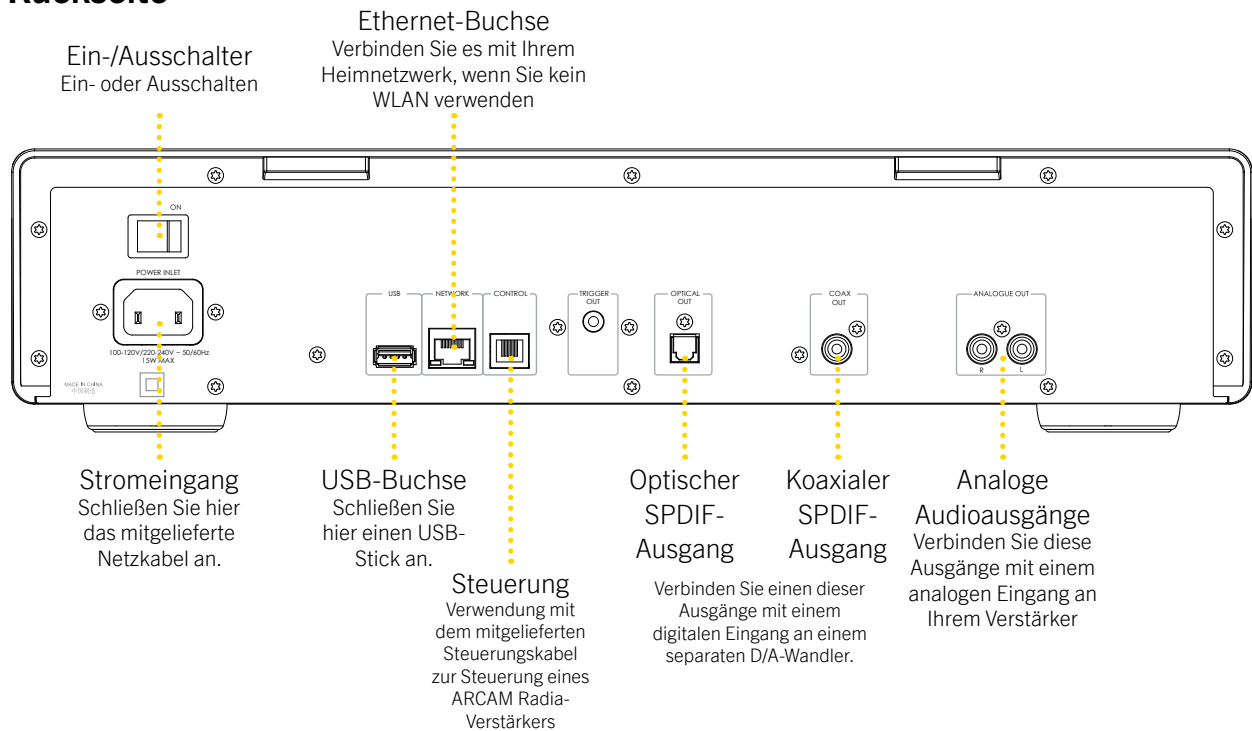 Rückseite
Ethernet-Buchse
Verbinden Sie es mit Ihrem
Heimnetzwerk, wenn Sie kein
WLAN verwenden
Ein-/Ausschalter
Ein- oder Ausschalten
ON
POWER INLET
100-120V/220-240V ~ 50/60Hz
15W MAX
MADE IN CHINA
中国制造
USB
NETWORK
CONTROL
TRIGGER
OUT
OPTICAL
OUT
COAX
OUT
ANALOGUE OUT
R
L
Stromeingang
Schließen Sie hier
das mitgelieferte
Netzkabel an.
USB-Buchse
Schließen Sie
hier einen USB-
Stick an.
Steuerung
Verwendung mit
dem mitgelieferten
Steuerungskabel
zur Steuerung eines
ARCAM Radia-
Verstärkers
Optischer
SPDIF-
Ausgang
Koaxialer
SPDIF-
Ausgang
Verbinden Sie einen dieser
Ausgänge mit einem
digitalen Eingang an einem
separaten D/A-Wandler.
Analoge
Audioausgänge
Verbinden Sie diese
Ausgänge mit einem
analogen Eingang an
Ihrem Verstärker